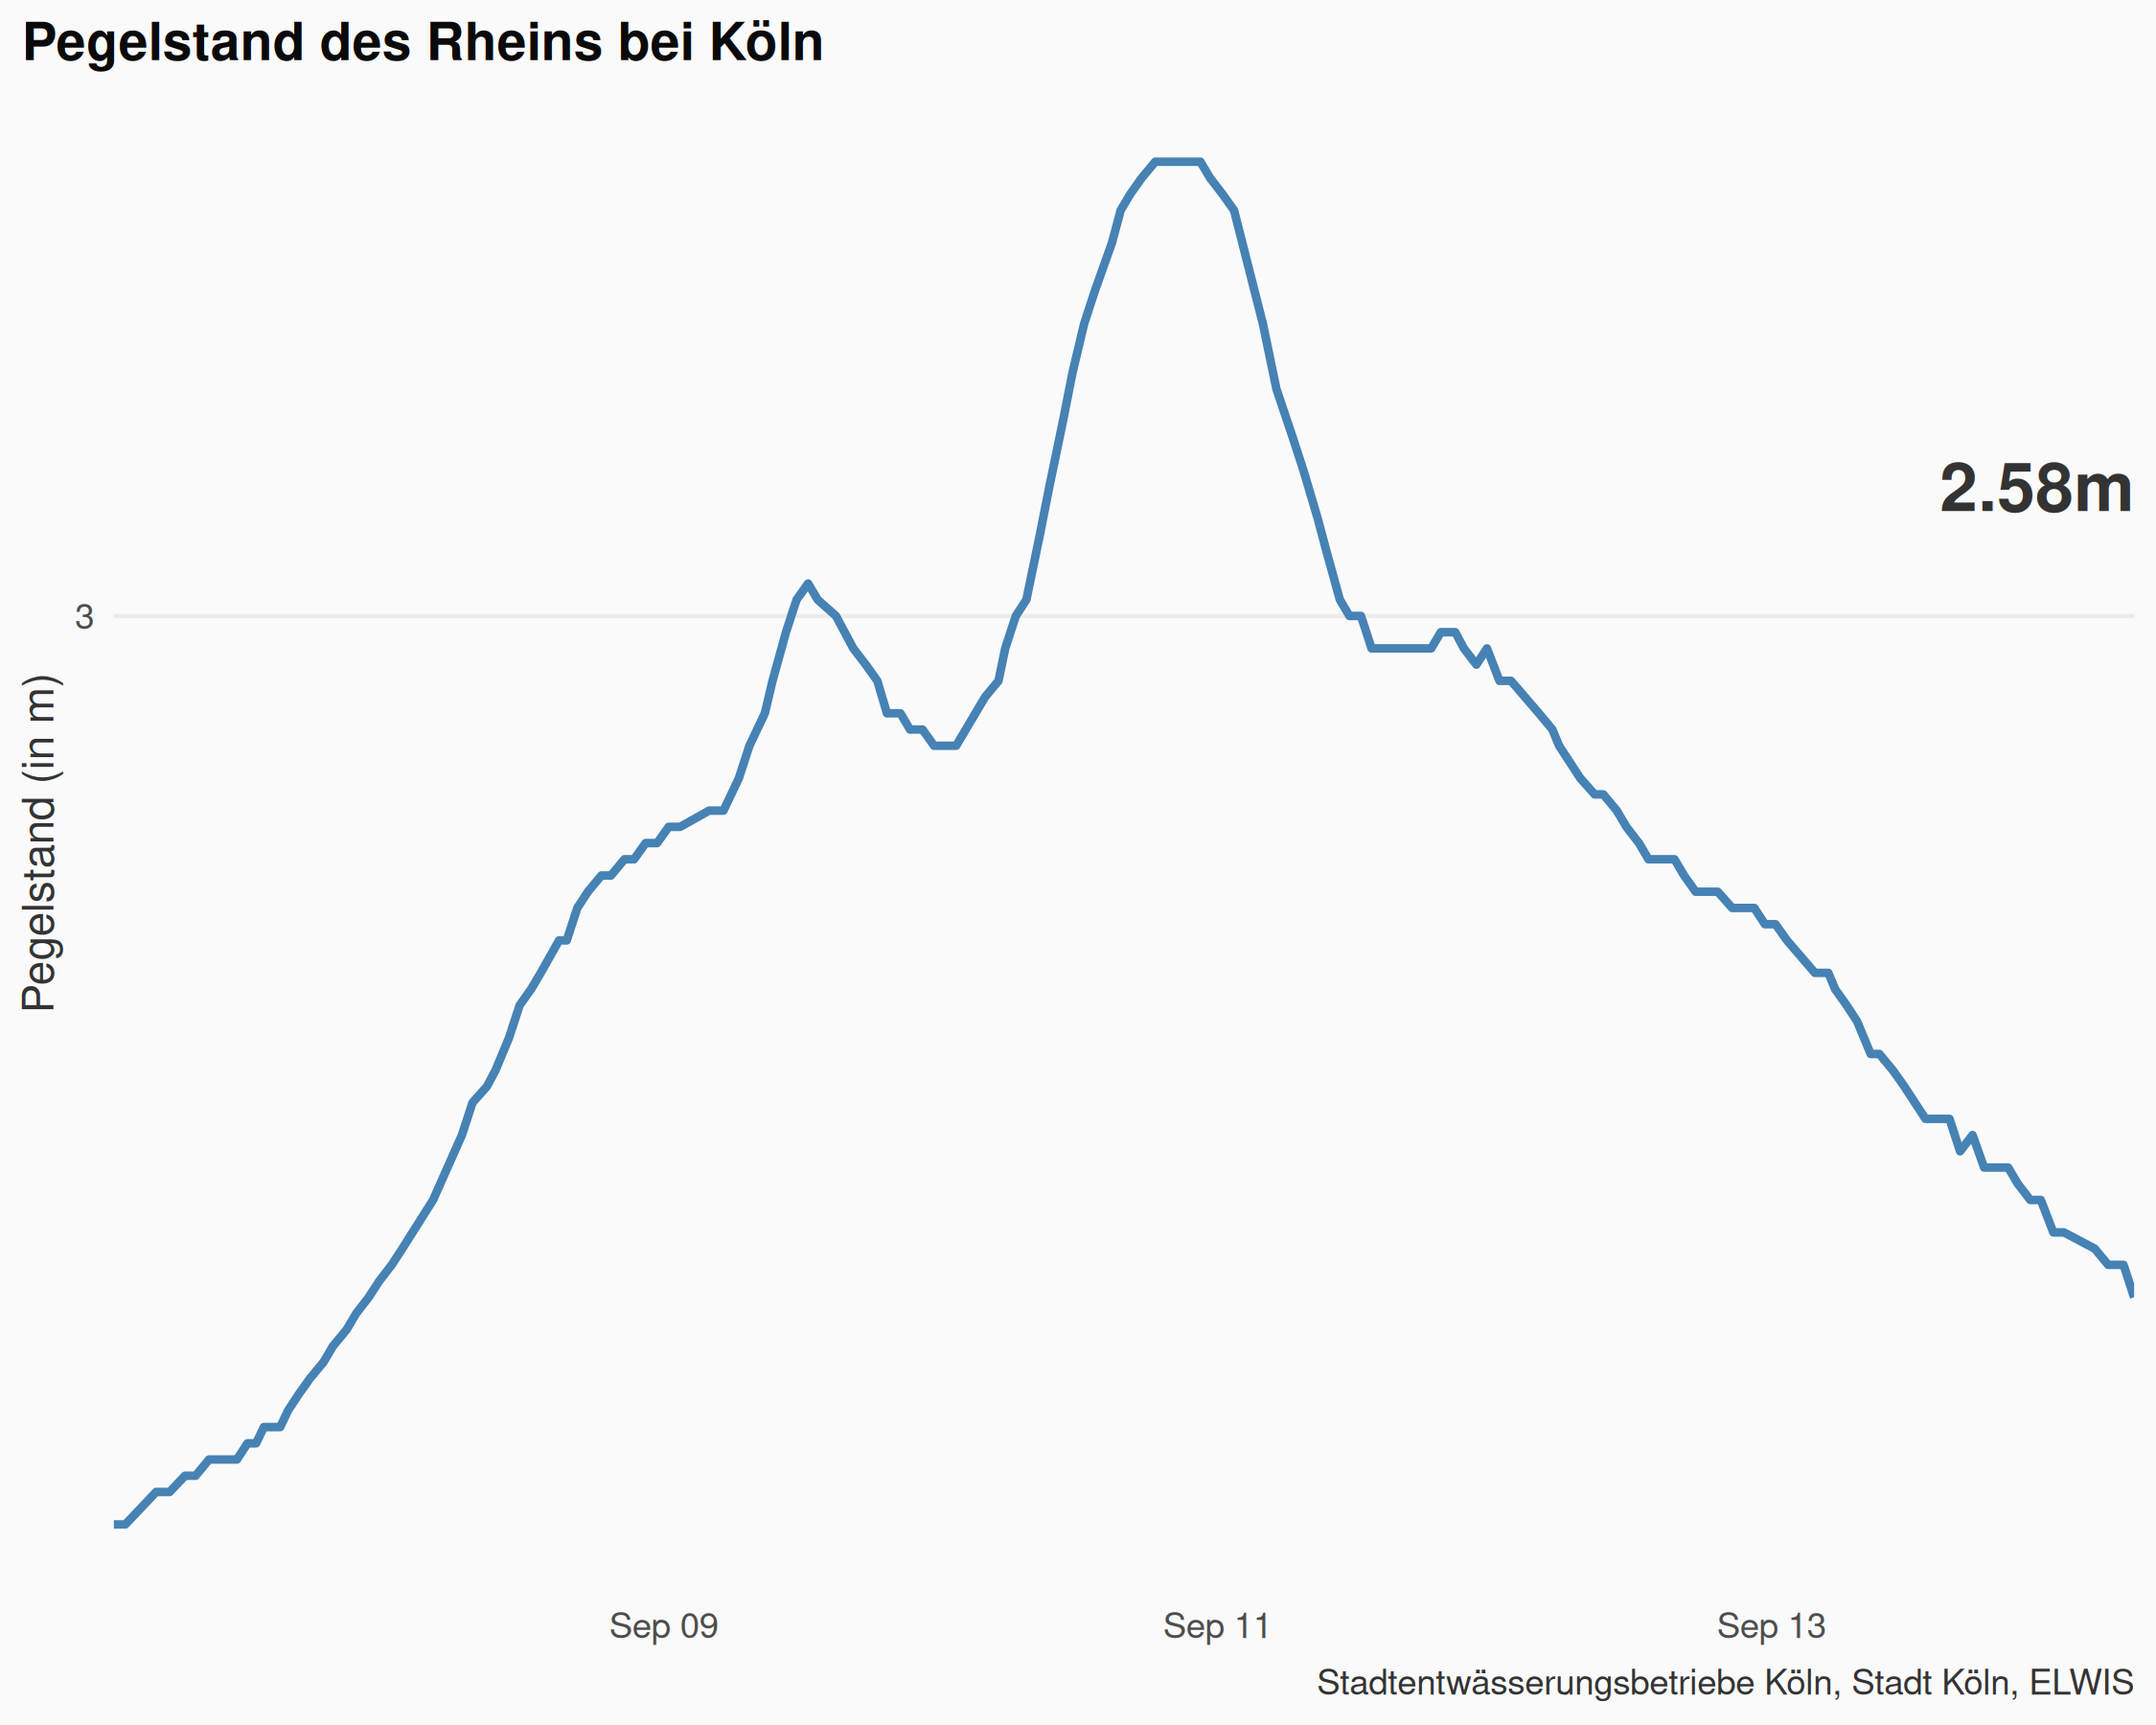 Pegelstand des Rheins bei Köln
2.58m
3
Pegelstand (in m)
Sep 09
Sep 11
Sep 13
Stadtentwässerungsbetriebe Köln, Stadt Köln, ELWIS